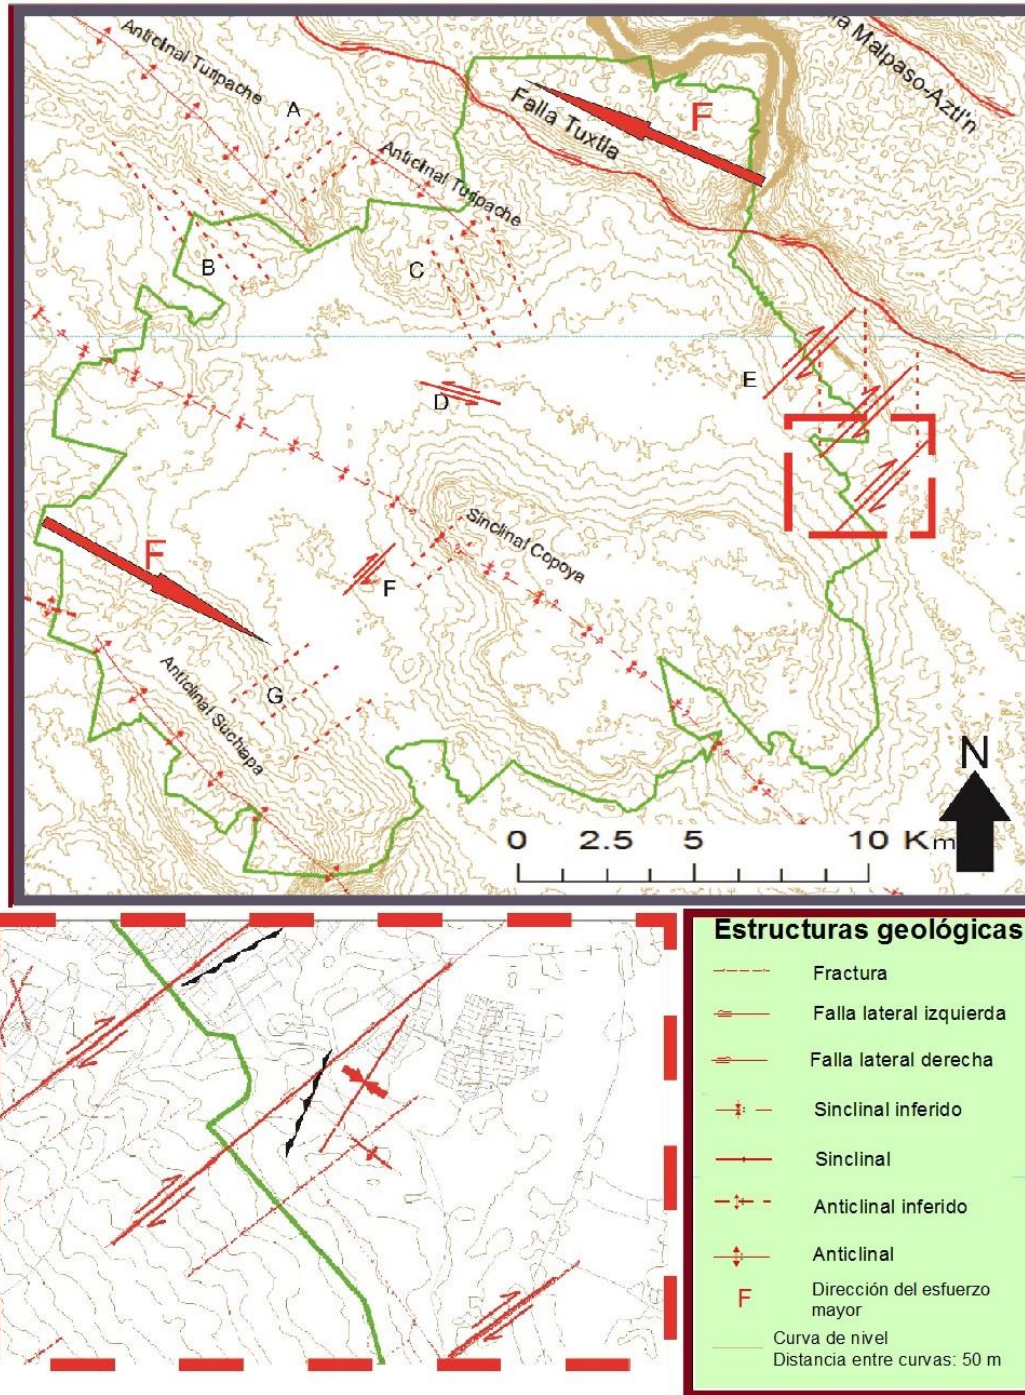 Anticlinal Turipache
A
Anticlinal Turipache
B
C
Falla Tuxtla
F
Malpaso-Aztl'n
D
E
F
Sinclinal Copoya
F
G
Anticlinal Suchiapa
N
0 2.5 5 10 Km
Estructuras geológicas
Fractura
Falla lateral izquierda
Falla lateral derecha
Sinclinal inferido
Sinclinal
Anticlinal inferido
Anticlinal
F Dirección del esfuerzo
mayor
Curva de nivel
Distancia entre curvas: 50 m